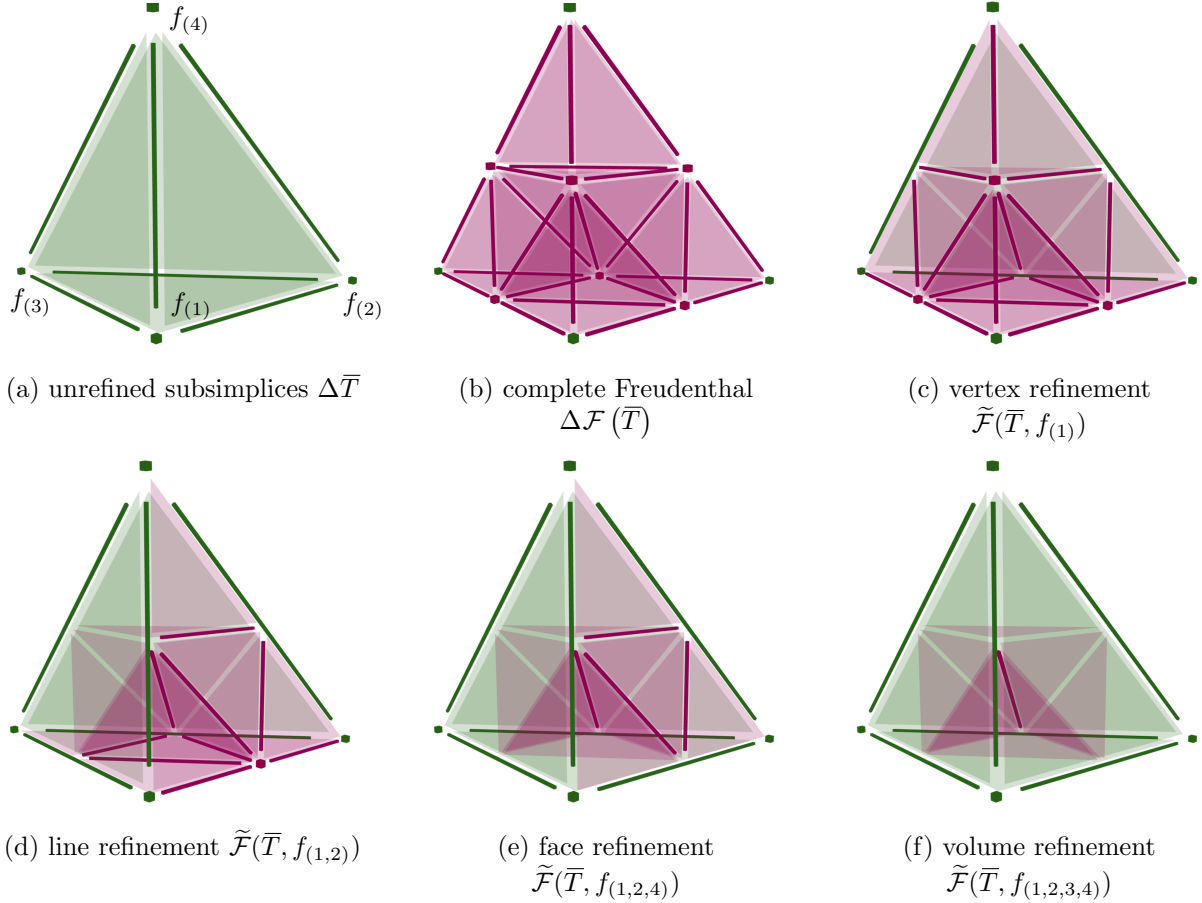 f₍₄₎
f₍₃₎ f₍₁₎ f₍₂₎
(a) unrefined subsimplices ΔT̅
(b) complete Freudenthal
Δℱ (T̅)
(c) vertex refinement
ℱ̃(T̅, f₍₁₎)
(d) line refinement ℱ̃(T̅, f₍₁,₂₎)
(e) face refinement
ℱ̃(T̅, f₍₁,₂,₄₎)
(f) volume refinement
ℱ̃(T̅, f₍₁,₂,₃,₄₎)